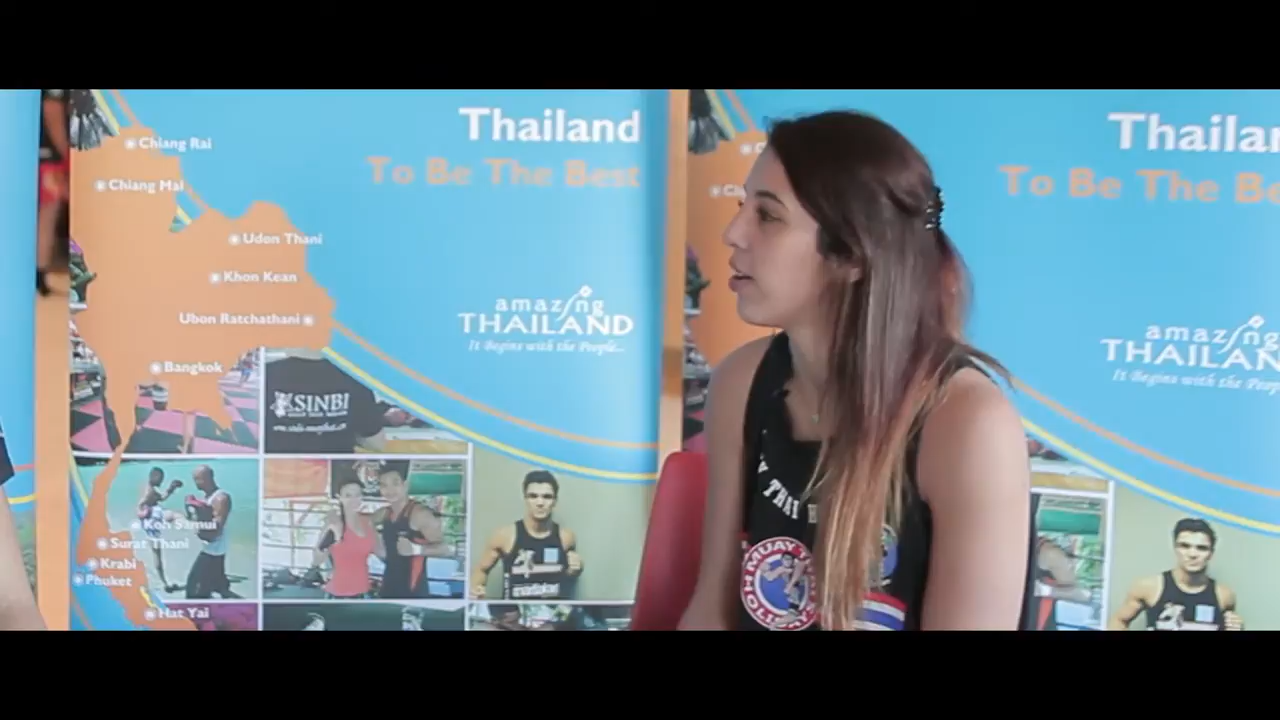 Thailand
To Be The Best
Chiang Rai
Chiang Mai
Udon Thani
Khon Kean
Ubon Ratchathani
Bangkok
amazing
THAILAND
It Begins with the People...
SINBI
Koh Samui
Surat Thani
Krabi
Phuket
Hat Yai
Thaila
To Be The Be
amazing
THAILAN
It Begins with the Peop
THAI
MUAY
HOLIDAY